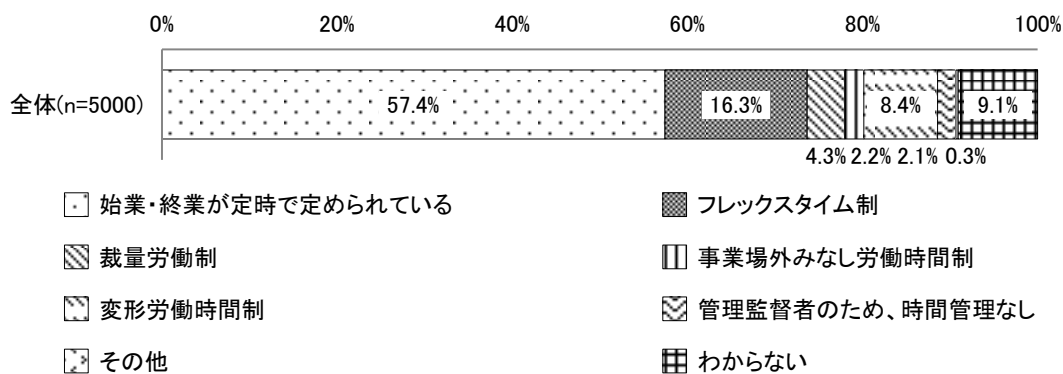 0% 20% 40% 60% 80% 100%
全体(n=5000) 57.4% 16.3% 8.4% 9.1%
4.3% 2.2% 2.1% 0.3%
始業・終業が定時で定められている フレックスタイム制
裁量労働制 事業場外みなし労働時間制
変形労働時間制 管理監督者のため、時間管理なし
その他 わからない